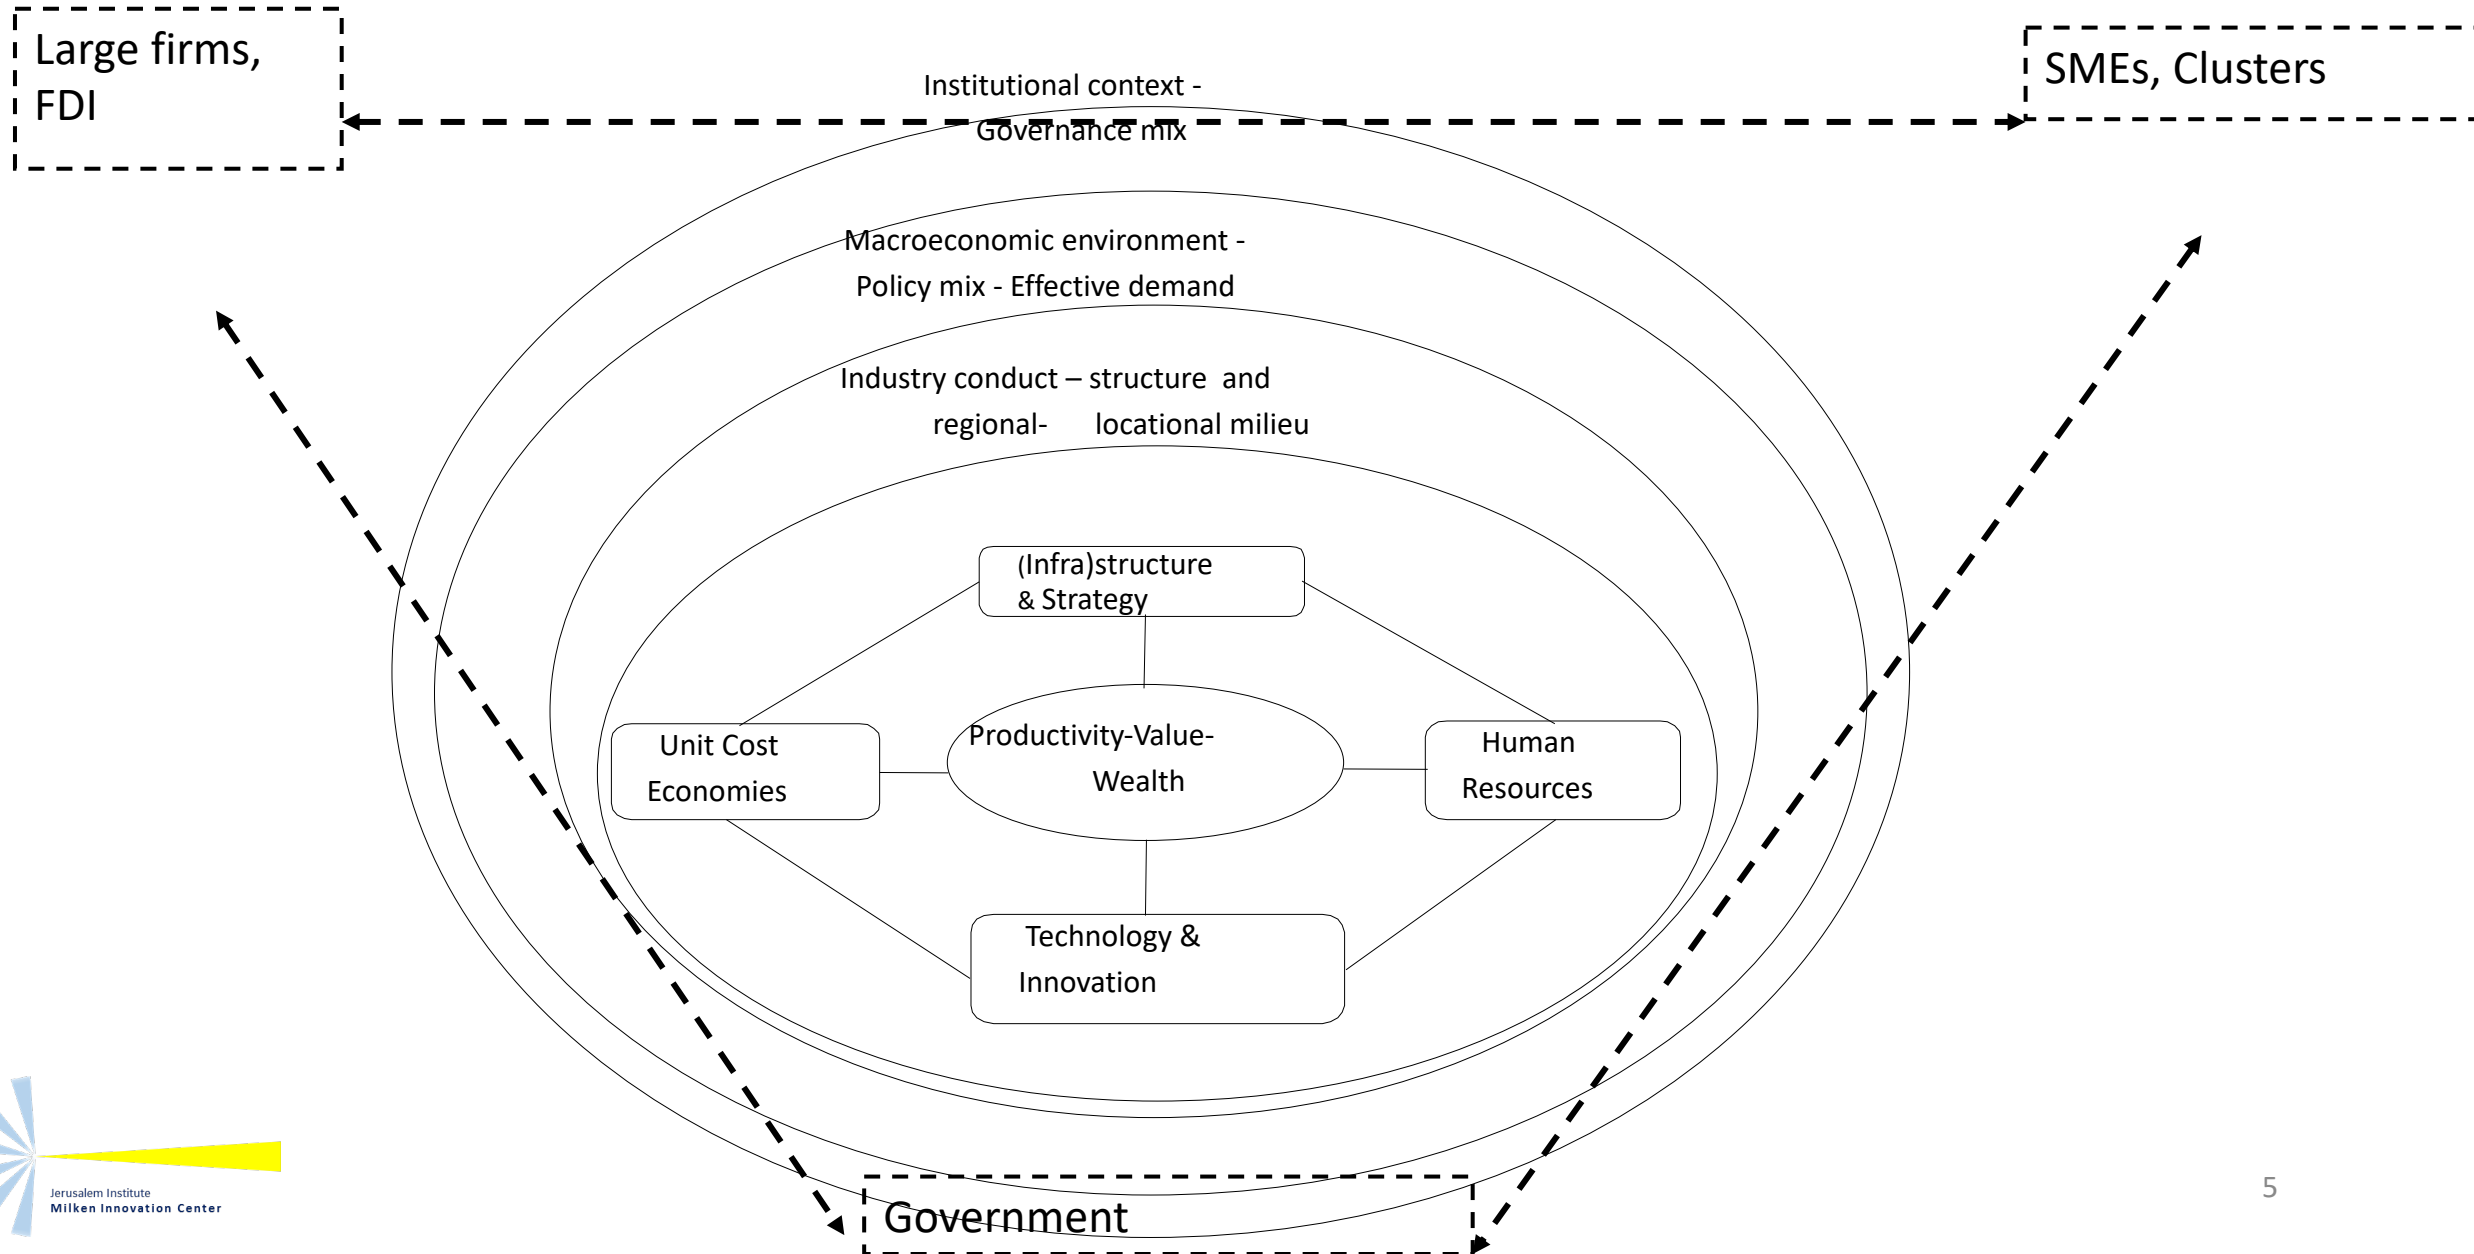 Large firms,
FDI
SMEs, Clusters
Institutional context -
Governance mix
Macroeconomic environment -
Policy mix - Effective demand
Industry conduct – structure and
regional- locational milieu
(Infra)structure
& Strategy
Unit Cost
Economies
Productivity-Value-
Wealth
Human
Resources
Technology &
Innovation
Government
Jerusalem Institute
Milken Innovation Center
5